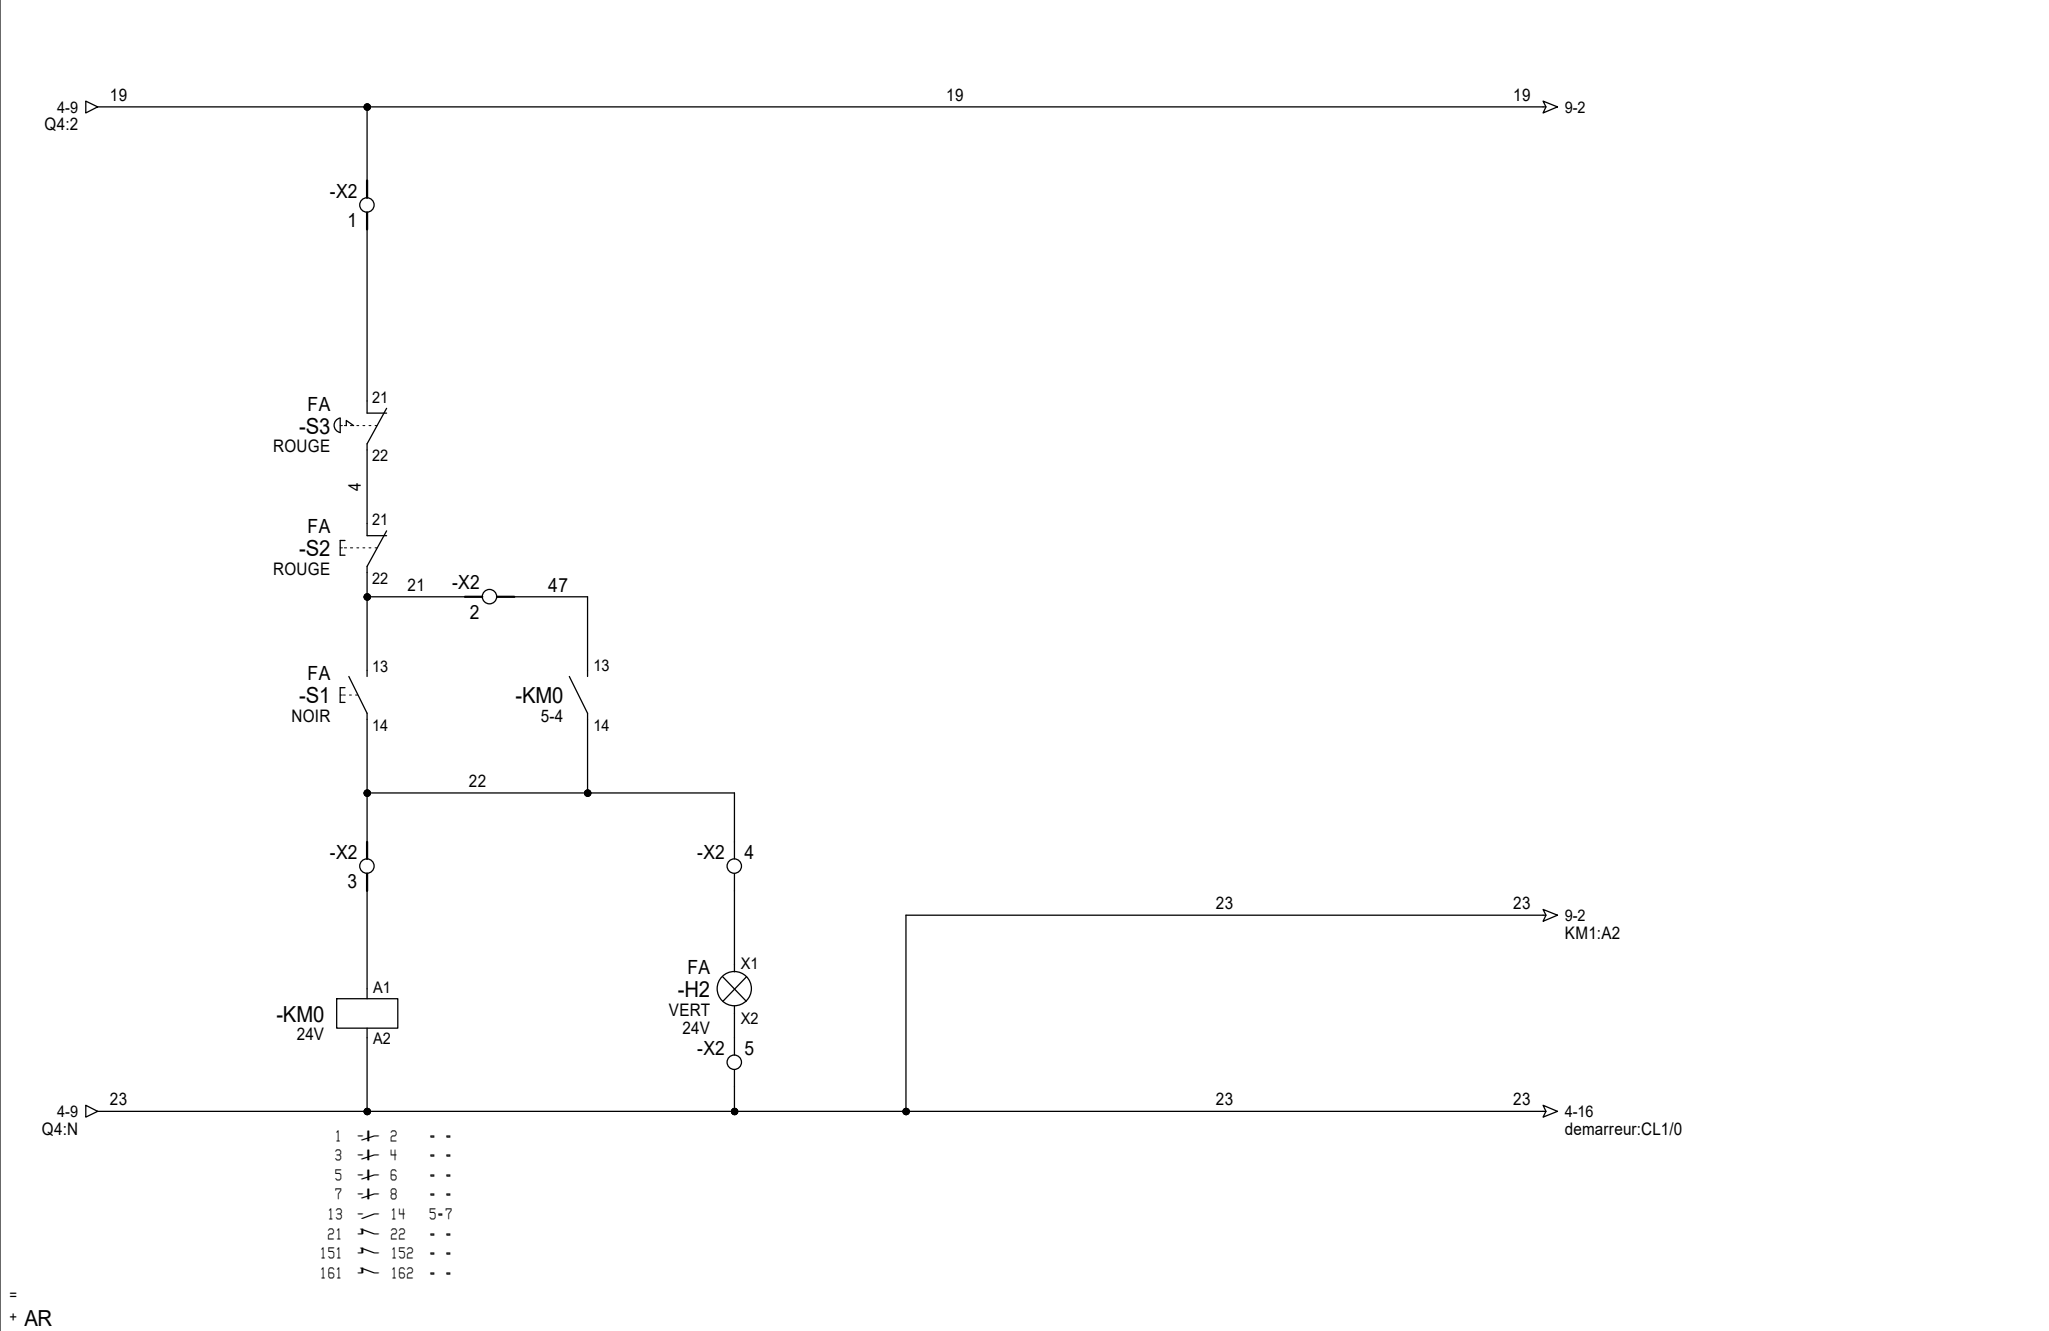 19
19
19
4-9
9-2
Q4:2
-X2
1
21
FA
-S3
ROUGE
22
4
21
FA
-S2
ROUGE
22
21
-X2
47
2
13
FA
-S1
NOIR
14
13
-KM0
5-4
14
22
-X2
3
-X2 4
23
23
9-2
KM1:A2
A1
-KM0
24V
A2
FA
X1
-H2
VERT
X2
24V
-X2 5
23
23
23
4-9
4-16
Q4:N
demarreur:CL1/0
1 2 - -
3 4 - -
5 6 - -
7 8 - -
13 14 5-7
21 22 - -
151 152 - -
161 162 - -
=
+ AR